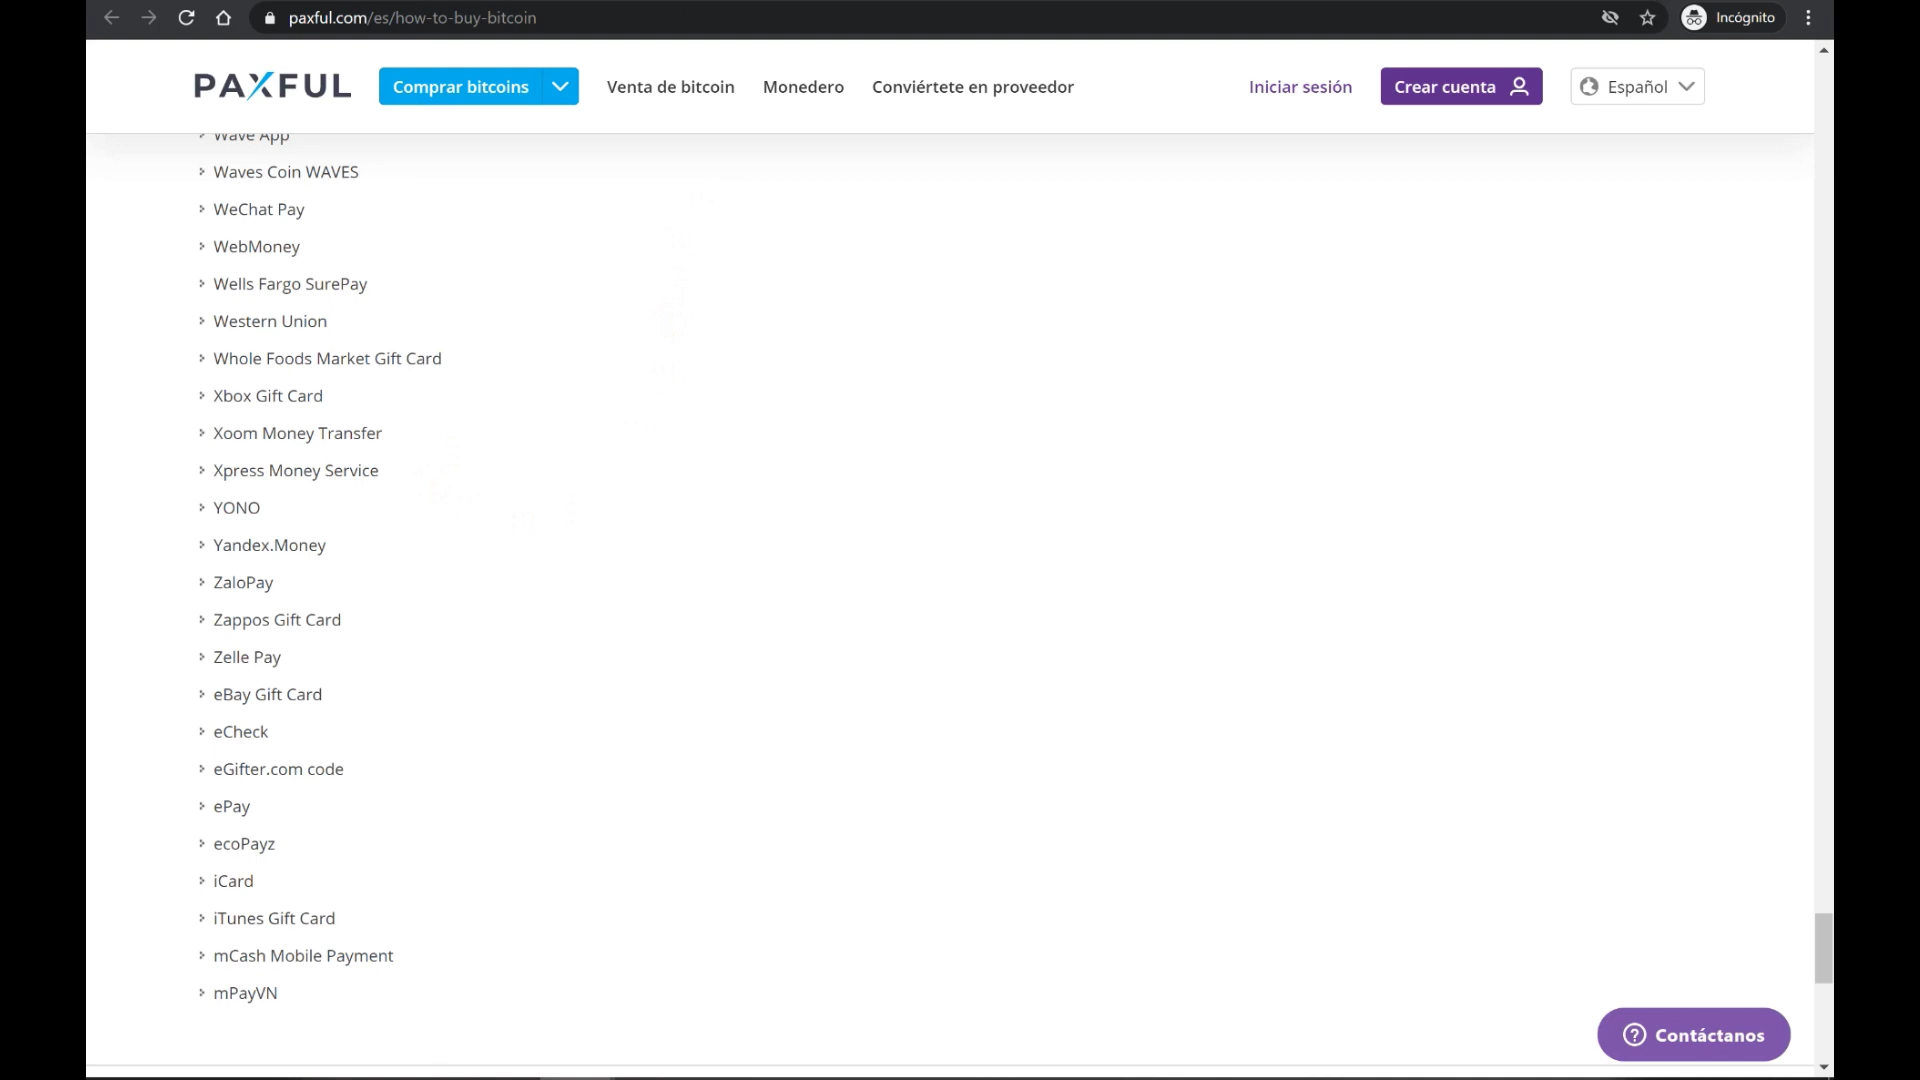 paxful.com/es/how-to-buy-bitcoin
Incógnito
PAXFUL
Comprar bitcoins
Venta de bitcoin
Monedero
Conviértete en proveedor
Iniciar sesión
Crear cuenta
Español
Wave App
Waves Coin WAVES
WeChat Pay
WebMoney
Wells Fargo SurePay
Western Union
Whole Foods Market Gift Card
Xbox Gift Card
Xoom Money Transfer
Xpress Money Service
YONO
Yandex.Money
ZaloPay
Zappos Gift Card
Zelle Pay
eBay Gift Card
eCheck
eGifter.com code
ePay
ecoPayz
iCard
iTunes Gift Card
mCash Mobile Payment
mPayVN
Contáctanos